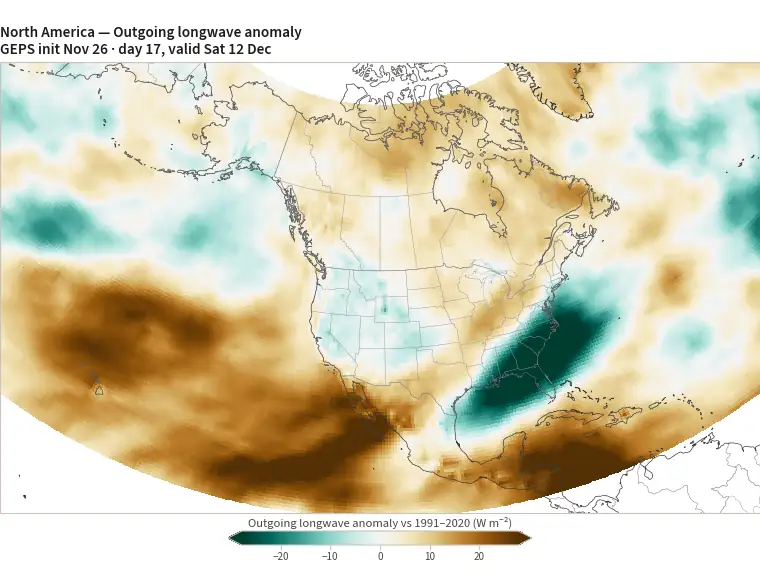 North America — Outgoing longwave anomaly
GEPS init Nov 26 · day 17, valid Sat 12 Dec
Outgoing longwave anomaly vs 1991–2020 (W m⁻²)
−20 −10 0 10 20